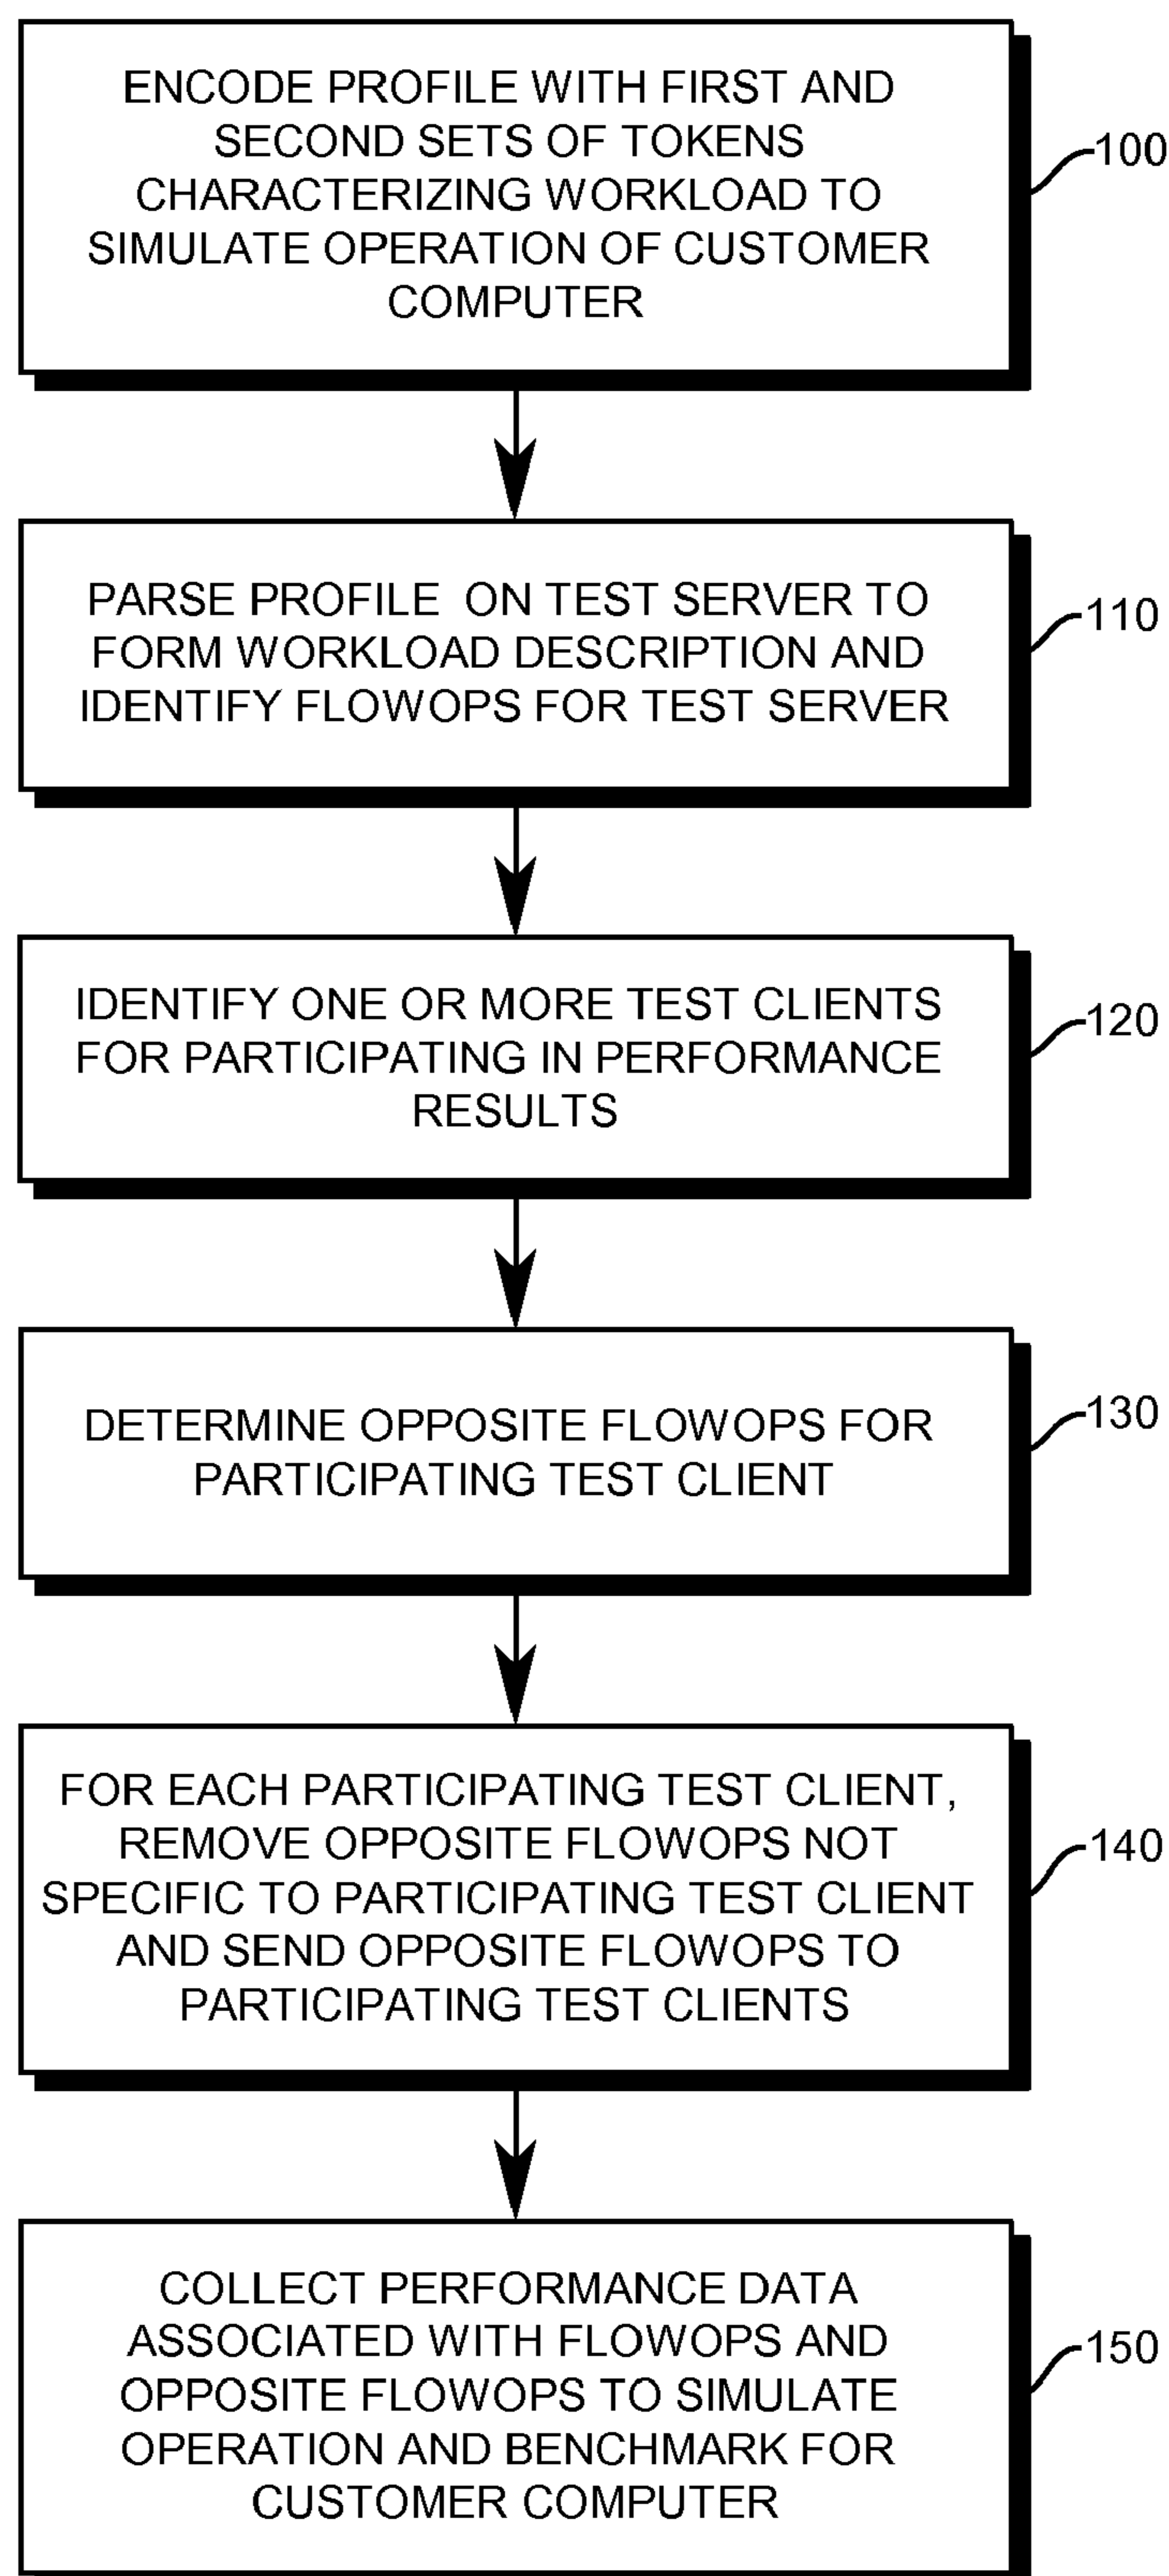 ENCODE PROFILE WITH FIRST AND
SECOND SETS OF TOKENS
CHARACTERIZING WORKLOAD TO
SIMULATE OPERATION OF CUSTOMER
COMPUTER
100
PARSE PROFILE ON TEST SERVER TO
FORM WORKLOAD DESCRIPTION AND
IDENTIFY FLOWOPS FOR TEST SERVER
110
IDENTIFY ONE OR MORE TEST CLIENTS
FOR PARTICIPATING IN PERFORMANCE
RESULTS
120
DETERMINE OPPOSITE FLOWOPS FOR
PARTICIPATING TEST CLIENT
130
FOR EACH PARTICIPATING TEST CLIENT,
REMOVE OPPOSITE FLOWOPS NOT
SPECIFIC TO PARTICIPATING TEST CLIENT
AND SEND OPPOSITE FLOWOPS TO
PARTICIPATING TEST CLIENTS
140
COLLECT PERFORMANCE DATA
ASSOCIATED WITH FLOWOPS AND
OPPOSITE FLOWOPS TO SIMULATE
OPERATION AND BENCHMARK FOR
CUSTOMER COMPUTER
150